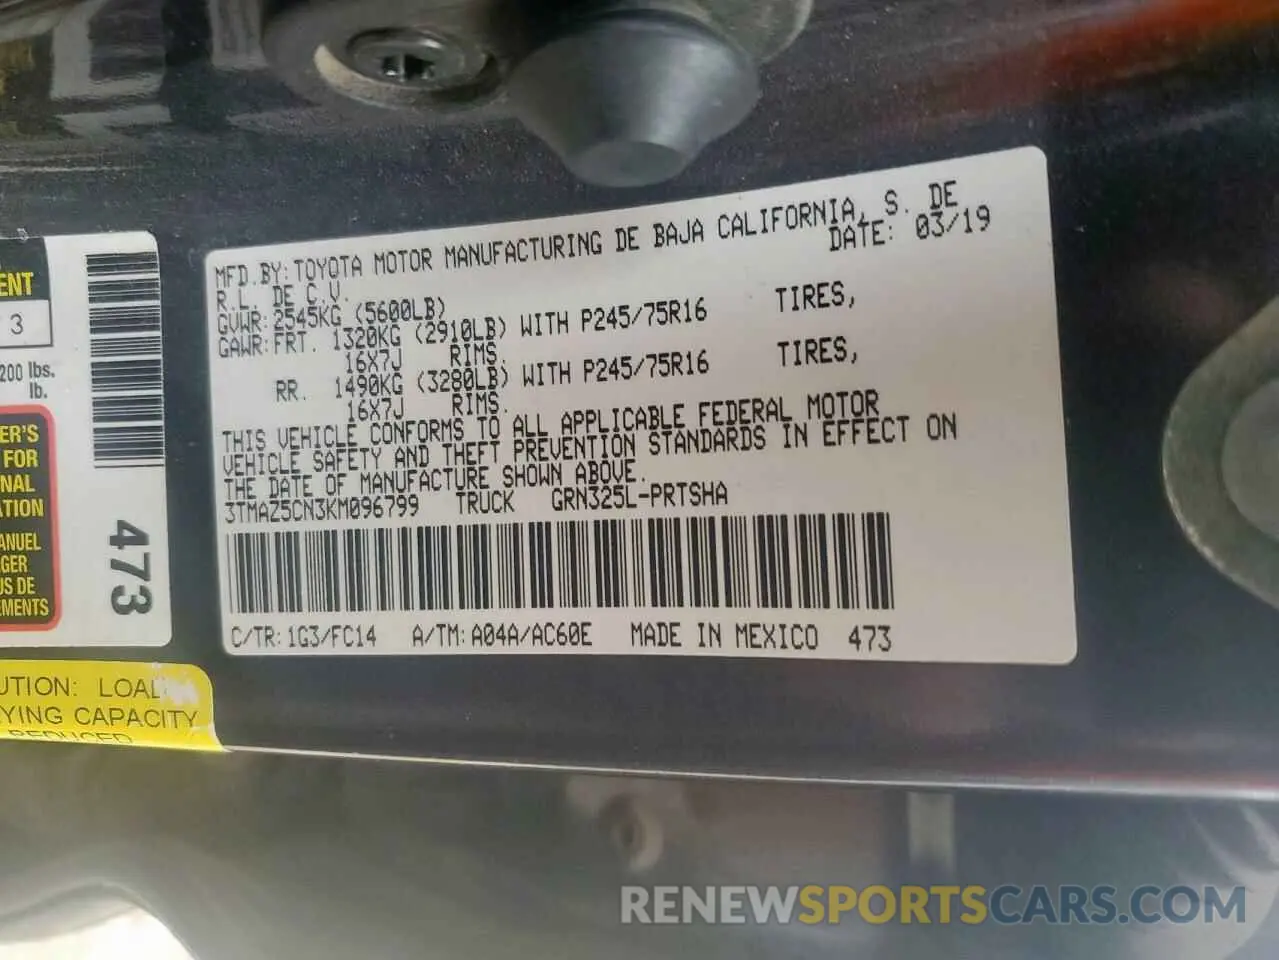 MFD.BY:TOYOTA MOTOR MANUFACTURING DE BAJA CALIFORNIA, S. DE
R.L. DE C.V. DATE: 03/19
GVWR:2545KG (5600LB)
GAWR:FRT. 1320KG (2910LB) WITH P245/75R16 TIRES,
16X7J RIMS.
RR. 1490KG (3280LB) WITH P245/75R16 TIRES,
16X7J RIMS.
THIS VEHICLE CONFORMS TO ALL APPLICABLE FEDERAL MOTOR
VEHICLE SAFETY AND THEFT PREVENTION STANDARDS IN EFFECT ON
THE DATE OF MANUFACTURE SHOWN ABOVE.
3TMAZ5CN3KM096799 TRUCK GRN325L-PRTSHA
C/TR:1G3/FC14 A/TM:A04A/AC60E MADE IN MEXICO 473
ENT
3
200 lbs.
lb.
ER'S
FOR
NAL
TION
ANUEL
GER
US DE
EMENTS
473
UTION: LOAD
YING CAPACITY
REDUCED
RENEWSPORTSCARS.COM